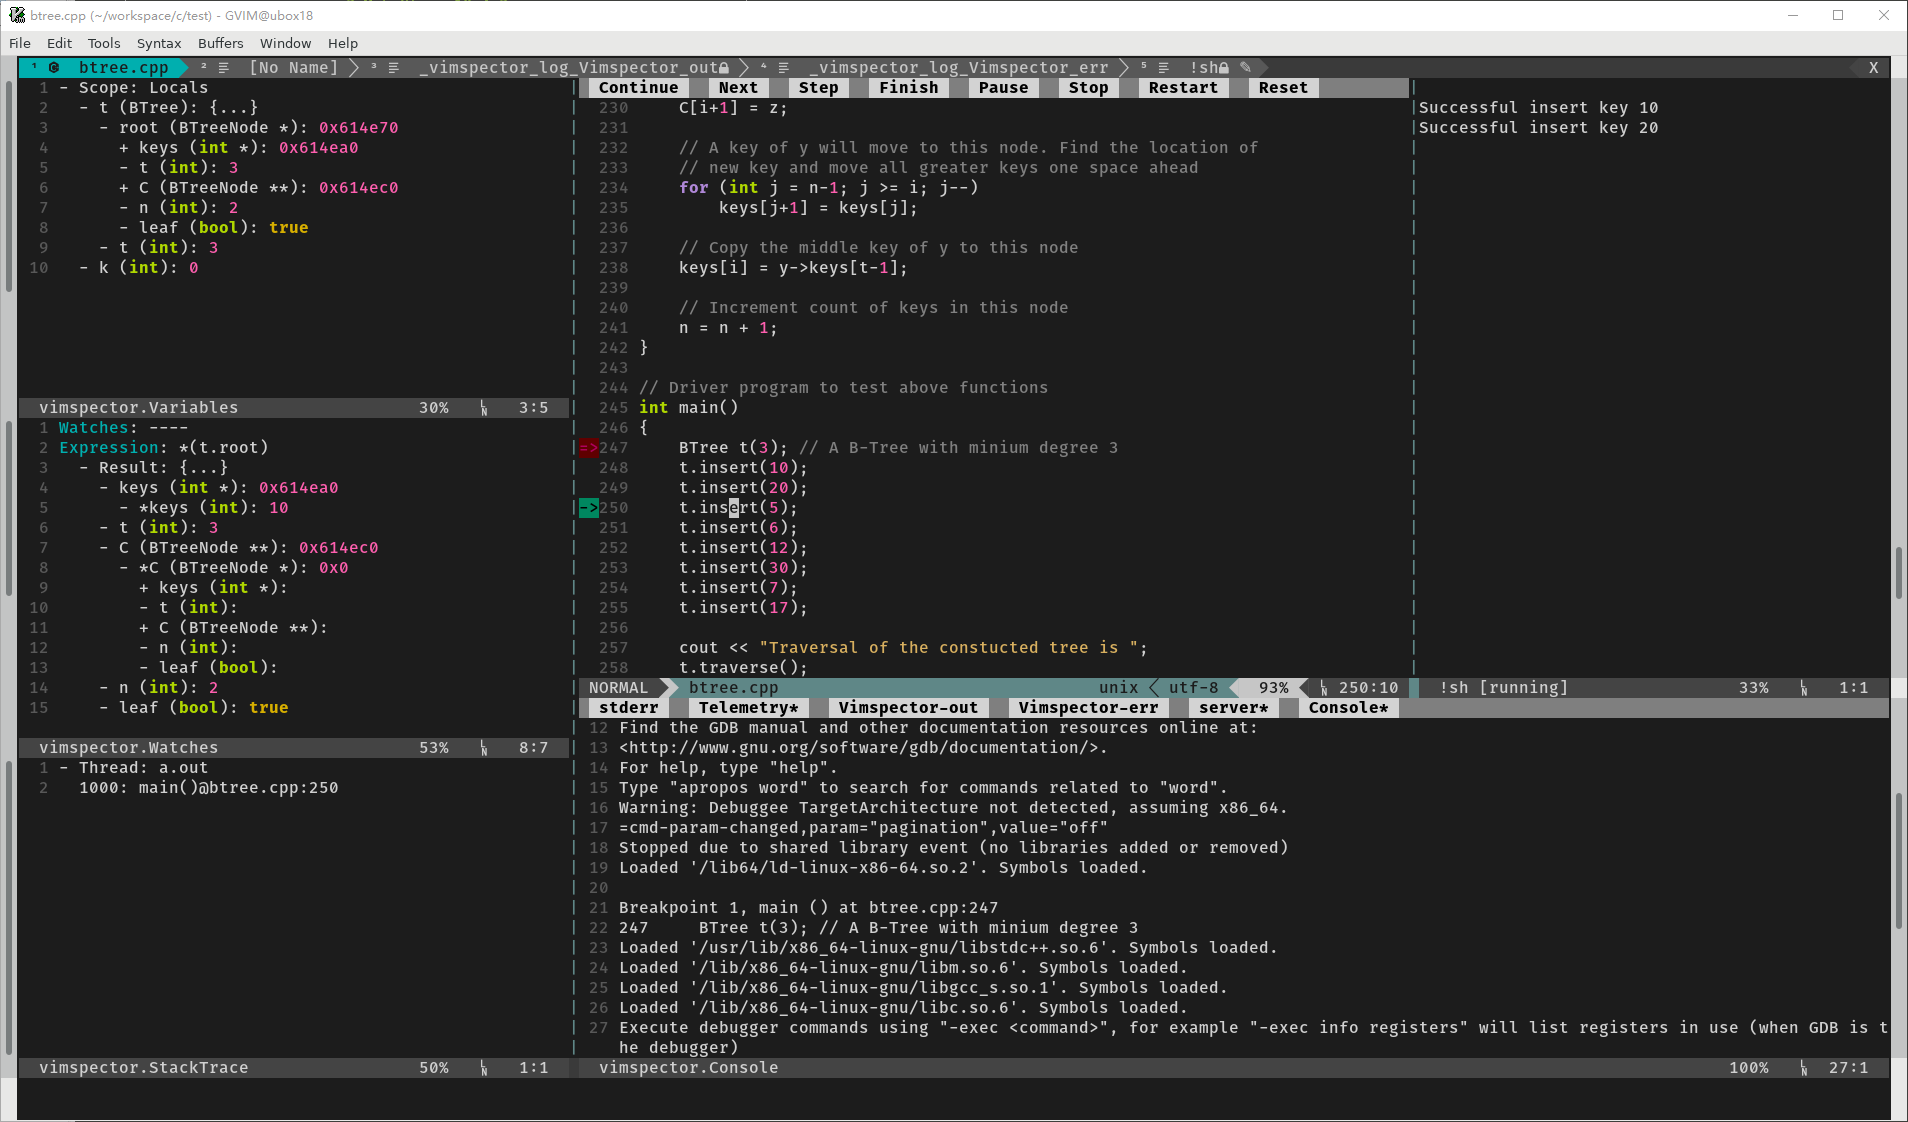 btree.cpp (~/workspace/c/test) - GVIM@ubox18
File Edit Tools Syntax Buffers Window Help
¹ btree.cpp ² [No Name] ³ _vimspector_log_Vimspector_out ⁴ _vimspector_log_Vimspector_err ⁵ !sh X
1 - Scope: Locals
2 - t (BTree): {...}
3 - root (BTreeNode *): 0x614e70
4 + keys (int *): 0x614ea0
5 - t (int): 3
6 + C (BTreeNode **): 0x614ec0
7 - n (int): 2
8 - leaf (bool): true
9 - t (int): 3
10 - k (int): 0
vimspector.Variables 30% LN 3:5
1 Watches: ----
2 Expression: *(t.root)
3 - Result: {...}
4 - keys (int *): 0x614ea0
5 - *keys (int): 10
6 - t (int): 3
7 - C (BTreeNode **): 0x614ec0
8 - *C (BTreeNode *): 0x0
9 + keys (int *):
10 - t (int):
11 + C (BTreeNode **):
12 - n (int):
13 - leaf (bool):
14 - n (int): 2
15 - leaf (bool): true
vimspector.Watches 53% LN 8:7
1 - Thread: a.out
2 1000: main()@btree.cpp:250
vimspector.StackTrace 50% LN 1:1
Continue Next Step Finish Pause Stop Restart Reset
230 C[i+1] = z;
231
232 // A key of y will move to this node. Find the location of
233 // new key and move all greater keys one space ahead
234 for (int j = n-1; j >= i; j--)
235 keys[j+1] = keys[j];
236
237 // Copy the middle key of y to this node
238 keys[i] = y->keys[t-1];
239
240 // Increment count of keys in this node
241 n = n + 1;
242 }
243
244 // Driver program to test above functions
245 int main()
246 {
=>247 BTree t(3); // A B-Tree with minium degree 3
248 t.insert(10);
249 t.insert(20);
->250 t.insert(5);
251 t.insert(6);
252 t.insert(12);
253 t.insert(30);
254 t.insert(7);
255 t.insert(17);
256
257 cout << "Traversal of the constucted tree is ";
258 t.traverse();
NORMAL btree.cpp unix utf-8 93% LN 250:10
Successful insert key 10
Successful insert key 20
!sh [running] 33% LN 1:1
stderr Telemetry* Vimspector-out Vimspector-err server* Console*
12 Find the GDB manual and other documentation resources online at:
13 <http://www.gnu.org/software/gdb/documentation/>.
14 For help, type "help".
15 Type "apropos word" to search for commands related to "word".
16 Warning: Debuggee TargetArchitecture not detected, assuming x86_64.
17 =cmd-param-changed,param="pagination",value="off"
18 Stopped due to shared library event (no libraries added or removed)
19 Loaded '/lib64/ld-linux-x86-64.so.2'. Symbols loaded.
20
21 Breakpoint 1, main () at btree.cpp:247
22 247 BTree t(3); // A B-Tree with minium degree 3
23 Loaded '/usr/lib/x86_64-linux-gnu/libstdc++.so.6'. Symbols loaded.
24 Loaded '/lib/x86_64-linux-gnu/libm.so.6'. Symbols loaded.
25 Loaded '/lib/x86_64-linux-gnu/libgcc_s.so.1'. Symbols loaded.
26 Loaded '/lib/x86_64-linux-gnu/libc.so.6'. Symbols loaded.
27 Execute debugger commands using "-exec <command>", for example "-exec info registers" will list registers in use (when GDB is t
he debugger)
vimspector.Console 100% LN 27:1